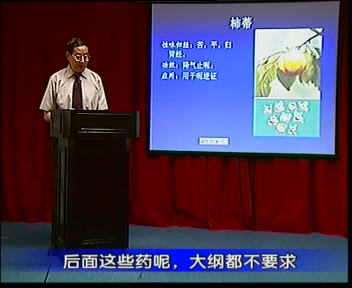 柿蒂
性味归经：苦，平。归
胃经。
功效：降气止呃。
应用：用于呃逆证
后面这些药呢，大纲都不要求